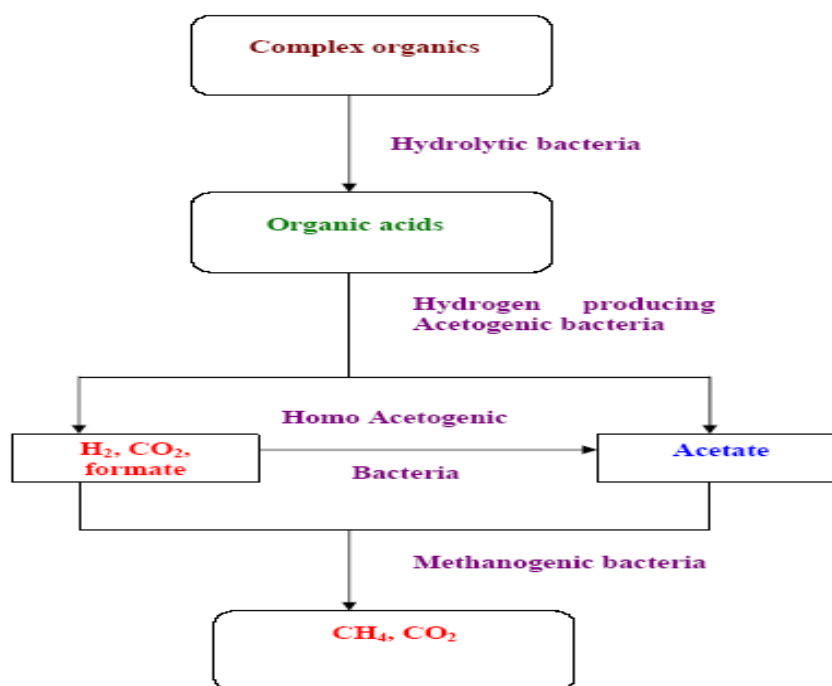 Complex organics
Hydrolytic bacteria
Organic acids
Hydrogen producing
Acetogenic bacteria
Homo Acetogenic
H₂, CO₂,
formate
Acetate
Bacteria
Methanogenic bacteria
CH₄, CO₂